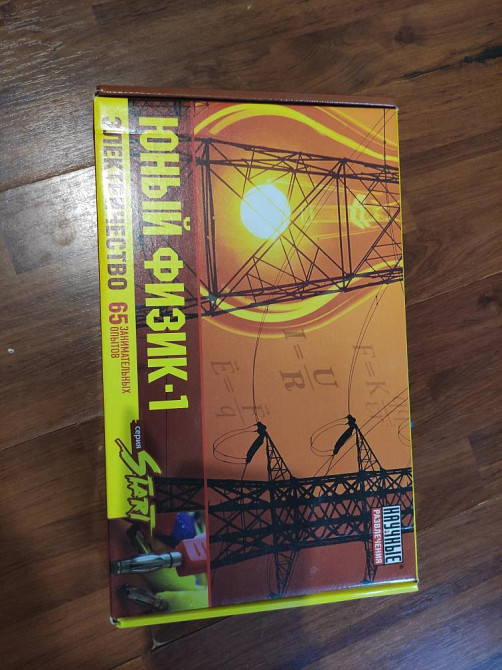 НАУЧНЫЕ
РАЗВЛЕЧЕНИЯ
ЮНЫЙ ФИЗИК-1
ЭЛЕКТРИЧЕСТВО
65 ЗАНИМАТЕЛЬНЫХ
ОПЫТОВ
серия
START
I = U/R